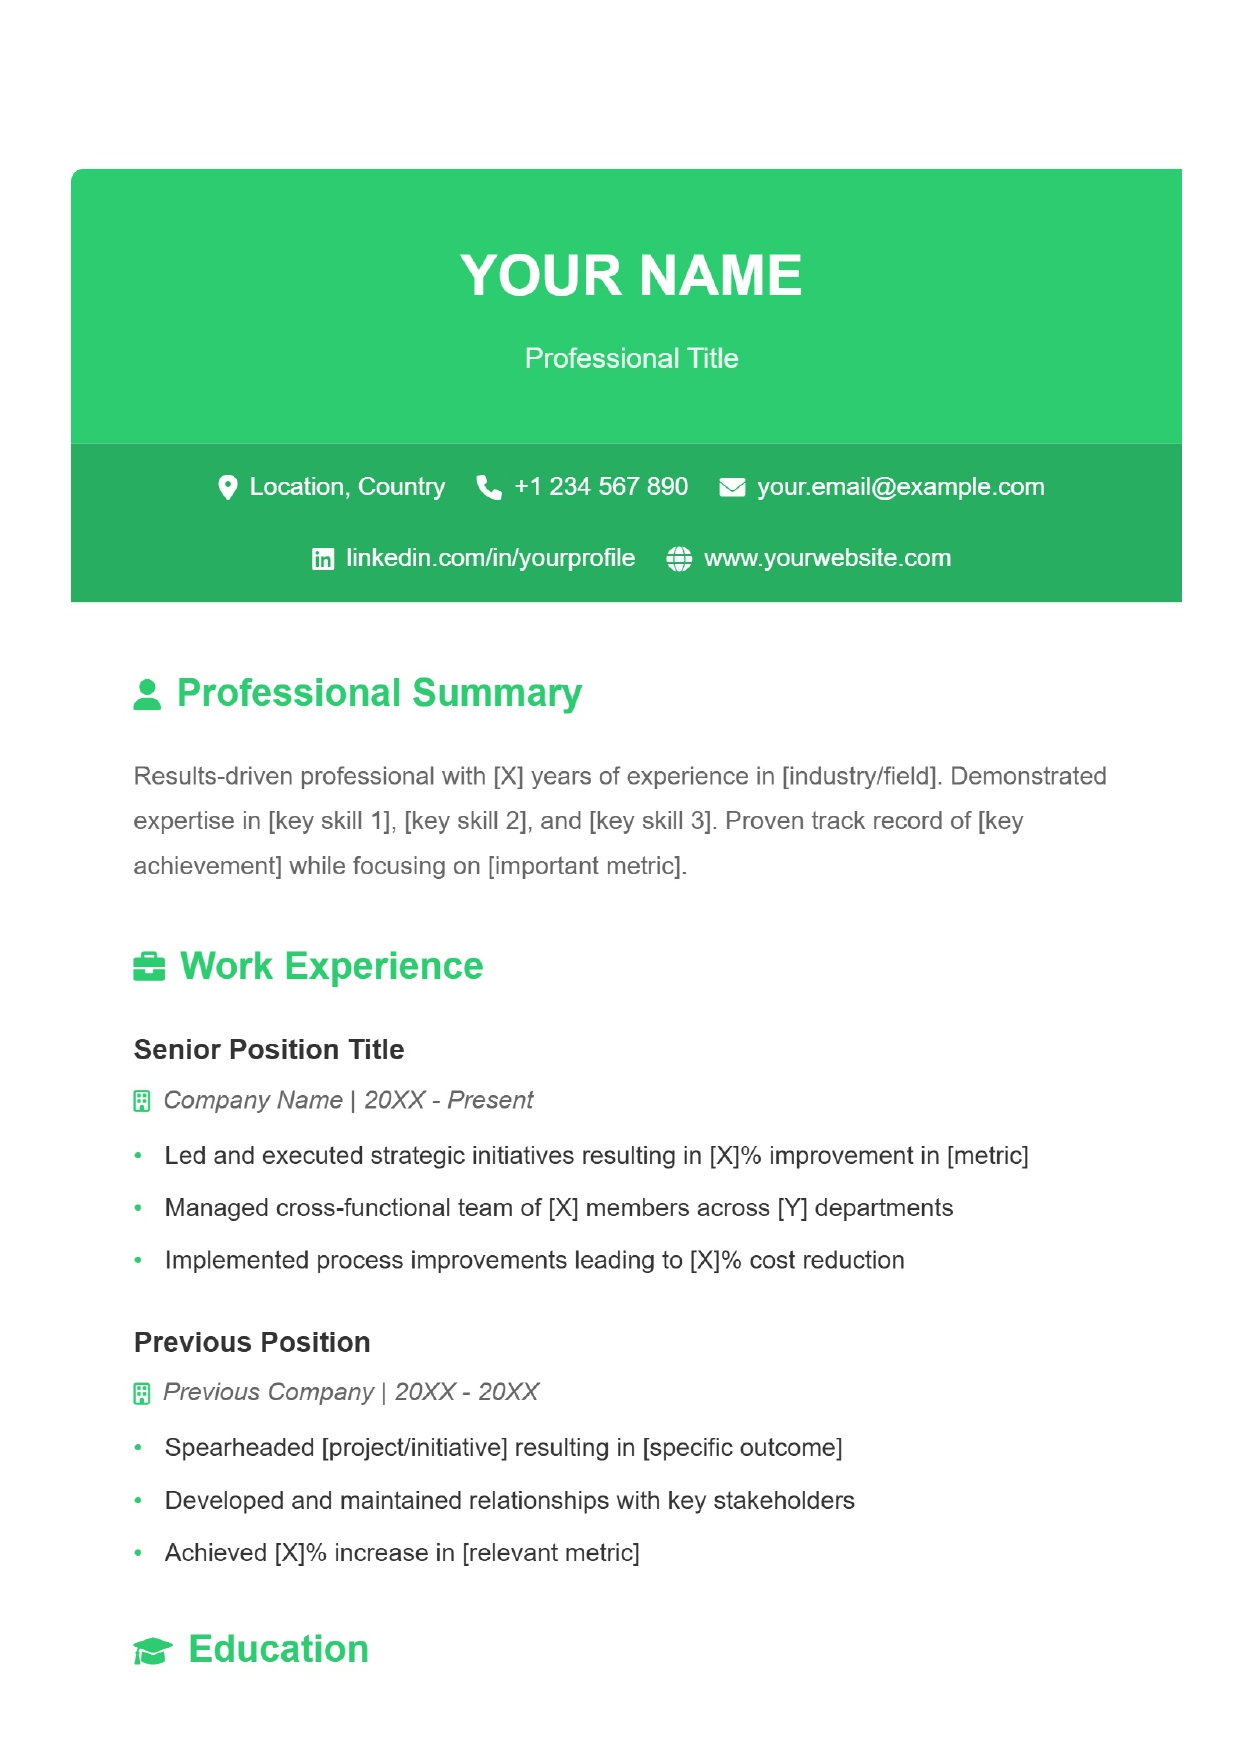 YOUR NAME
Professional Title
Location, Country +1 234 567 890 your.email@example.com
linkedin.com/in/yourprofile www.yourwebsite.com
Professional Summary
Results-driven professional with [X] years of experience in [industry/field]. Demonstrated
expertise in [key skill 1], [key skill 2], and [key skill 3]. Proven track record of [key
achievement] while focusing on [important metric].
Work Experience
Senior Position Title
Company Name | 20XX - Present
• Led and executed strategic initiatives resulting in [X]% improvement in [metric]
• Managed cross-functional team of [X] members across [Y] departments
• Implemented process improvements leading to [X]% cost reduction
Previous Position
Previous Company | 20XX - 20XX
• Spearheaded [project/initiative] resulting in [specific outcome]
• Developed and maintained relationships with key stakeholders
• Achieved [X]% increase in [relevant metric]
Education